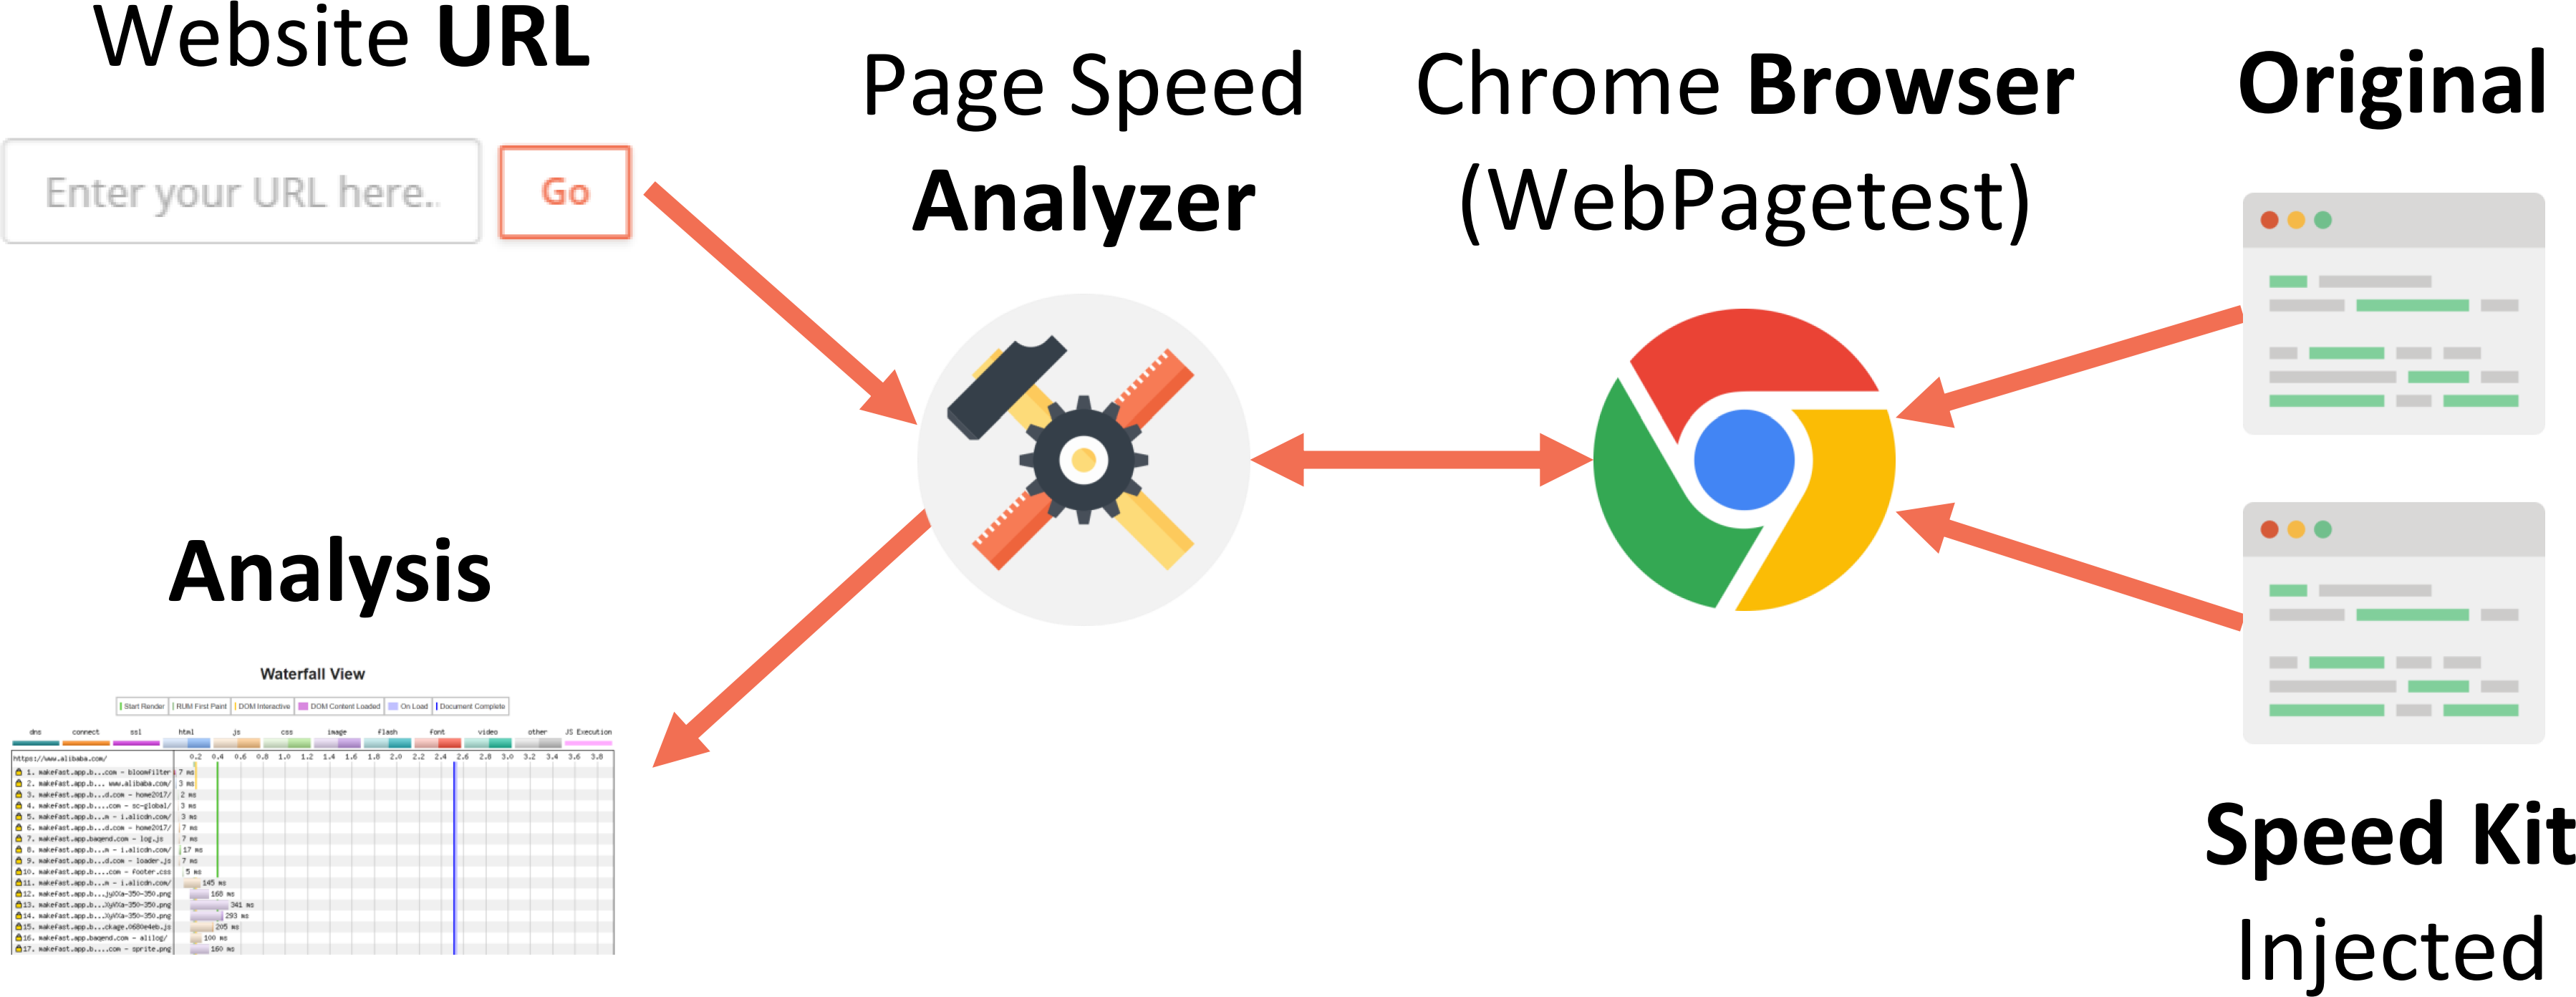 Website URL
Enter your URL here..
Go
Page Speed
Analyzer
Chrome Browser
(WebPagetest)
Original
Speed Kit
Injected
Analysis
Waterfall View
Start Render
RUM First Paint
DOM Interactive
DOM Content Loaded
On Load
Document Complete
dns connect ssl html js css image flash font video other JS Execution
https://www.alibaba.com/ 0.2 0.4 0.6 0.8 1.0 1.2 1.4 1.6 1.8 2.0 2.2 2.4 2.6 2.8 3.0 3.2 3.4 3.6 3.8
1. makefast.app.b...com - bloomfilter 7 ms
2. makefast.app.b... www.alibaba.com/ 3 ms
3. makefast.app.b...d.com - home2017/ 2 ms
4. makefast.app.b....com - sc-global/ 3 ms
5. makefast.app.b...m - i.alicdn.com/ 3 ms
6. makefast.app.b...d.com - home2017/ 7 ms
7. makefast.app.baqend.com - log.js 7 ms
8. makefast.app.b...m - i.alicdn.com/ 17 ms
9. makefast.app.b...d.com - loader.js 7 ms
10. makefast.app.b....com - footer.css 5 ms
11. makefast.app.b...m - i.alicdn.com/ 145 ms
12. makefast.app.b...-350-350.png 168 ms
13. makefast.app.b...-350-350.png 341 ms
14. makefast.app.b...-350-350.png 293 ms
15. makefast.app.b...ckage.0680e4eb.js 205 ms
16. makefast.app.baqend.com - alilog/ 100 ms
17. makefast.app.b....com - sprite.png 160 ms